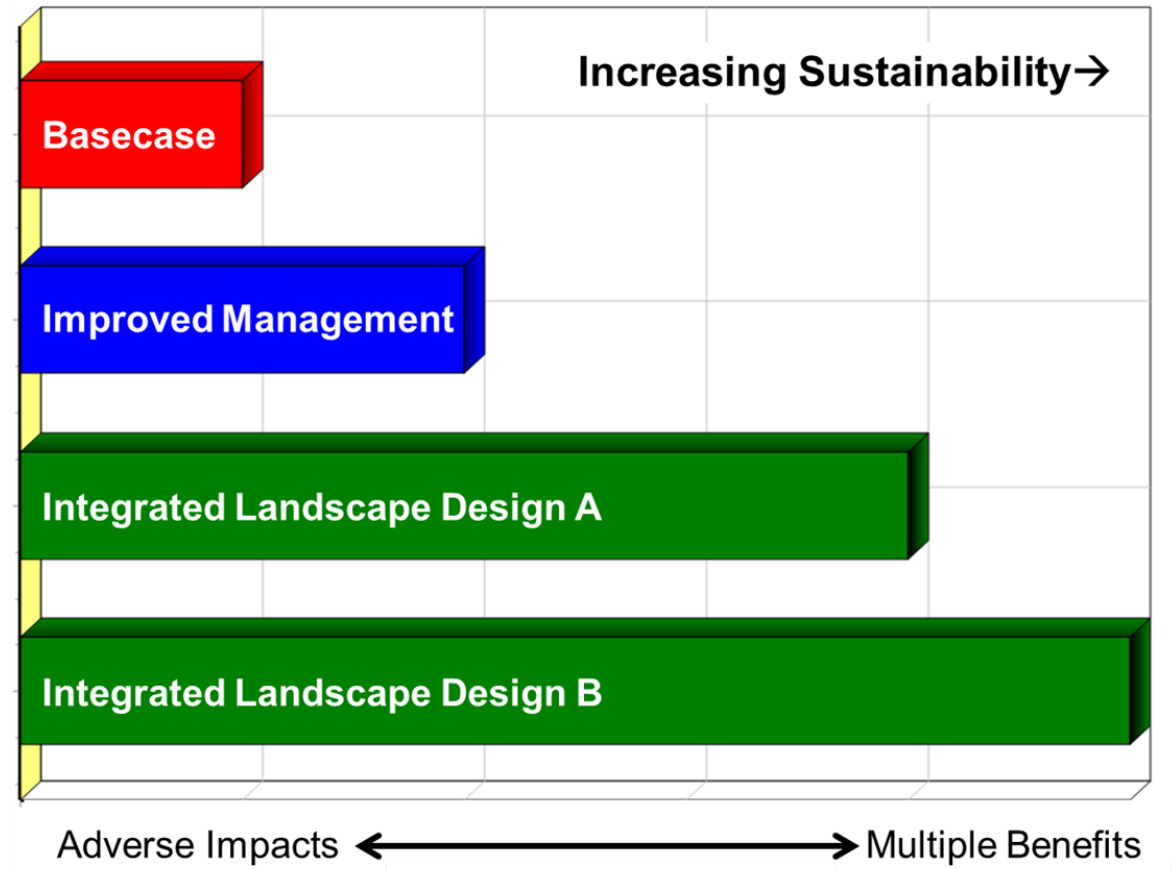 Increasing Sustainability→
Basecase
Improved Management
Integrated Landscape Design A
Integrated Landscape Design B
Adverse Impacts
Multiple Benefits